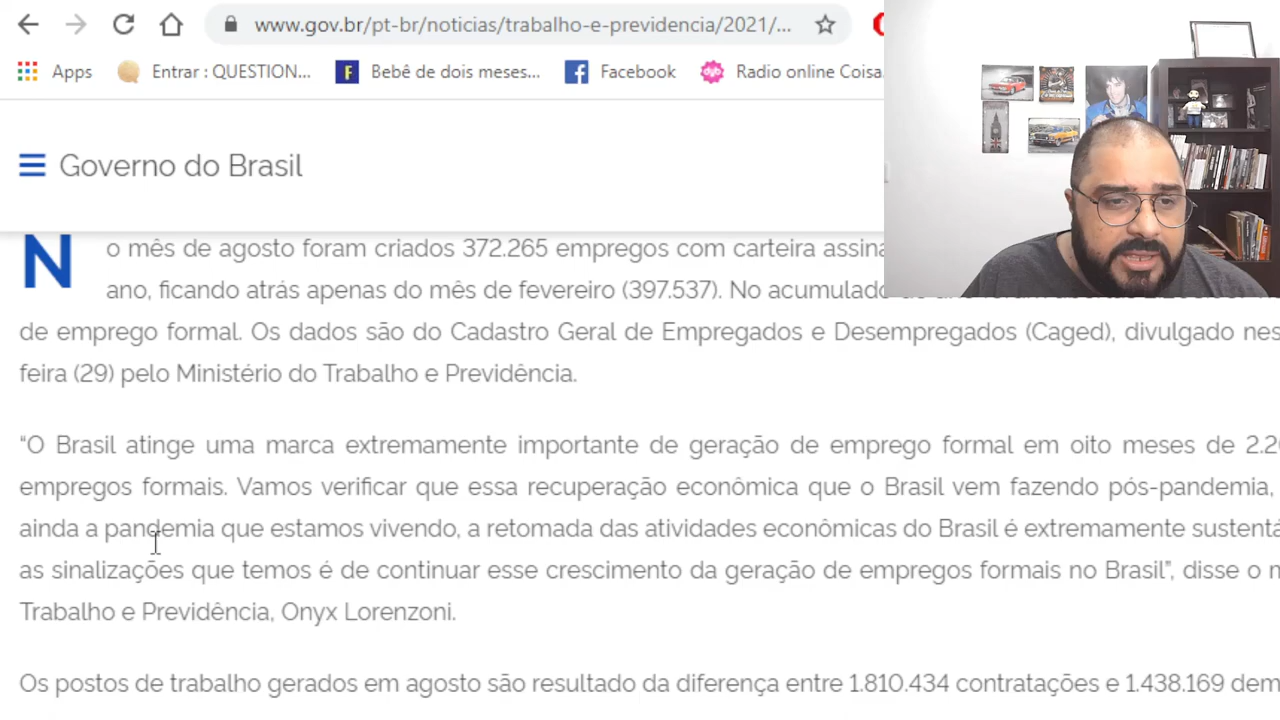 www.gov.br/pt-br/noticias/trabalho-e-previdencia/2021/...
Apps Entrar : QUESTION... Bebê de dois meses... Facebook Radio online Coisa
Governo do Brasil
No mês de agosto foram criados 372.265 empregos com carteira assina
ano, ficando atrás apenas do mês de fevereiro (397.537). No acumulado
de emprego formal. Os dados são do Cadastro Geral de Empregados e Desempregados (Caged), divulgado nes
feira (29) pelo Ministério do Trabalho e Previdência.
“O Brasil atinge uma marca extremamente importante de geração de emprego formal em oito meses de 2.2
empregos formais. Vamos verificar que essa recuperação econômica que o Brasil vem fazendo pós-pandemia,
ainda a pandemia que estamos vivendo, a retomada das atividades econômicas do Brasil é extremamente sustentá
as sinalizações que temos é de continuar esse crescimento da geração de empregos formais no Brasil”, disse o m
Trabalho e Previdência, Onyx Lorenzoni.
Os postos de trabalho gerados em agosto são resultado da diferença entre 1.810.434 contratações e 1.438.169 dem